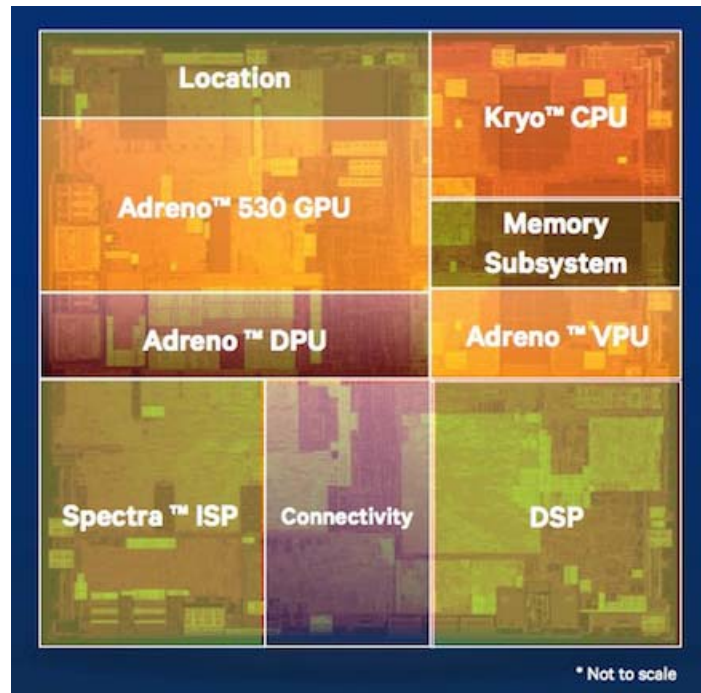 Location
Kryo™ CPU
Adreno™ 530 GPU
Memory
Subsystem
Adreno ™ DPU
Adreno ™ VPU
Spectra ™ ISP
Connectivity
DSP
* Not to scale